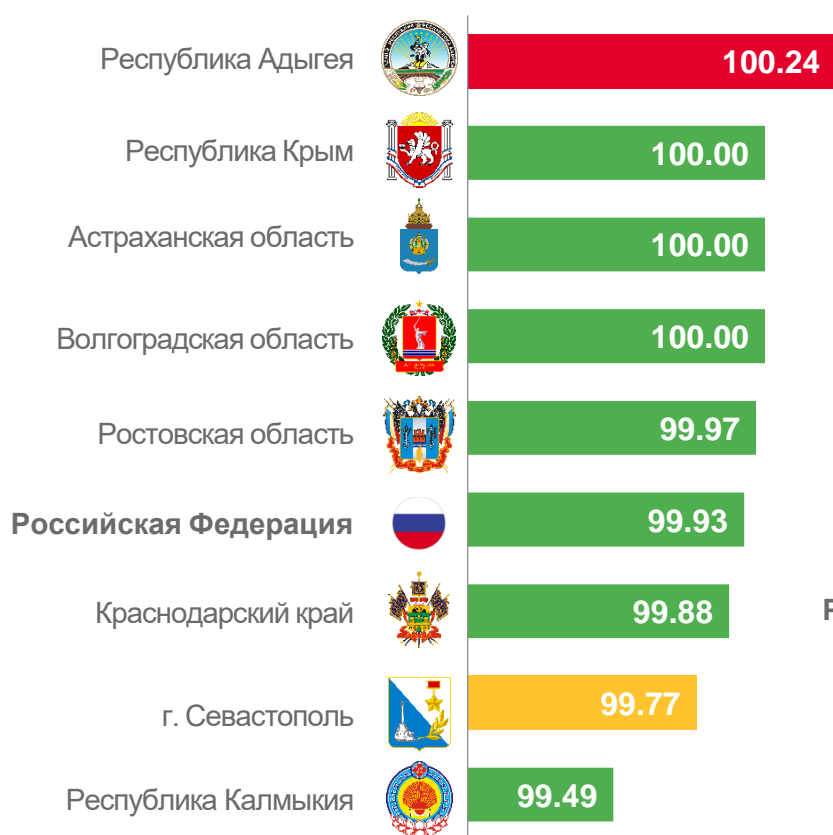 Республика Адыгея 100.24
Республика Крым 100.00
Астраханская область 100.00
Волгоградская область 100.00
Ростовская область 99.97
Российская Федерация 99.93
Краснодарский край 99.88
г. Севастополь 99.77
Республика Калмыкия 99.49